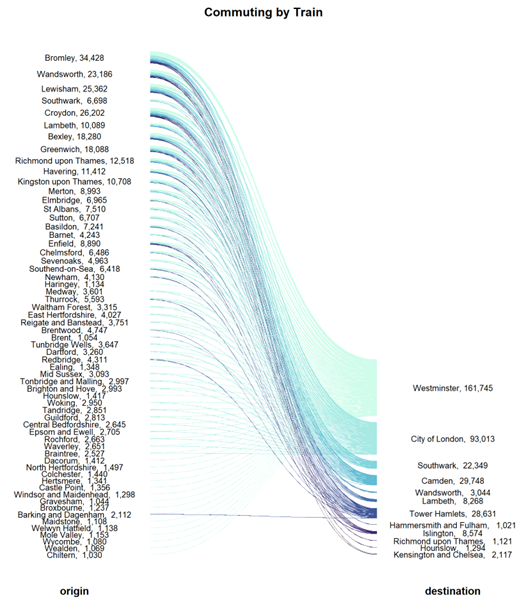 Commuting by Train
Bromley, 34,428
Wandsworth, 23,186
Lewisham, 25,362
Southwark, 6,698
Croydon, 26,202
Lambeth, 10,089
Bexley, 18,280
Greenwich, 18,088
Richmond upon Thames, 12,518
Havering, 11,412
Kingston upon Thames, 10,708
Merton, 8,993
Elmbridge, 6,965
St Albans, 7,510
Sutton, 6,707
Basildon, 7,241
Barnet, 4,243
Enfield, 8,890
Chelmsford, 6,486
Sevenoaks, 4,963
Southend-on-Sea, 6,418
Newham, 4,130
Haringey, 1,134
Medway, 3,601
Thurrock, 5,593
Waltham Forest, 3,315
East Hertfordshire, 4,027
Reigate and Banstead, 3,751
Brentwood, 4,747
Brent, 1,054
Tunbridge Wells, 3,647
Dartford, 3,260
Redbridge, 4,311
Ealing, 1,348
Mid Sussex, 3,093
Tonbridge and Malling, 2,997
Brighton and Hove, 2,993
Hounslow, 1,417
Woking, 2,950
Tandridge, 2,851
Guildford, 2,813
Central Bedfordshire, 2,645
Epsom and Ewell, 2,705
Rochford, 2,663
Waverley, 2,651
Braintree, 2,527
Dacorum, 1,412
North Hertfordshire, 1,497
Colchester, 1,440
Hertsmere, 1,341
Castle Point, 1,356
Windsor and Maidenhead, 1,298
Gravesham, 1,044
Broxbourne, 1,237
Barking and Dagenham, 2,112
Maidstone, 1,108
Welwyn Hatfield, 1,138
Mole Valley, 1,153
Wycombe, 1,080
Wealden, 1,069
Chiltern, 1,030
origin
Westminster, 161,745
City of London, 93,013
Southwark, 22,349
Camden, 29,748
Wandsworth, 3,044
Lambeth, 8,268
Tower Hamlets, 28,631
Hammersmith and Fulham, 1,021
Islington, 8,574
Richmond upon Thames, 1,121
Hounslow, 1,294
Kensington and Chelsea, 2,117
destination